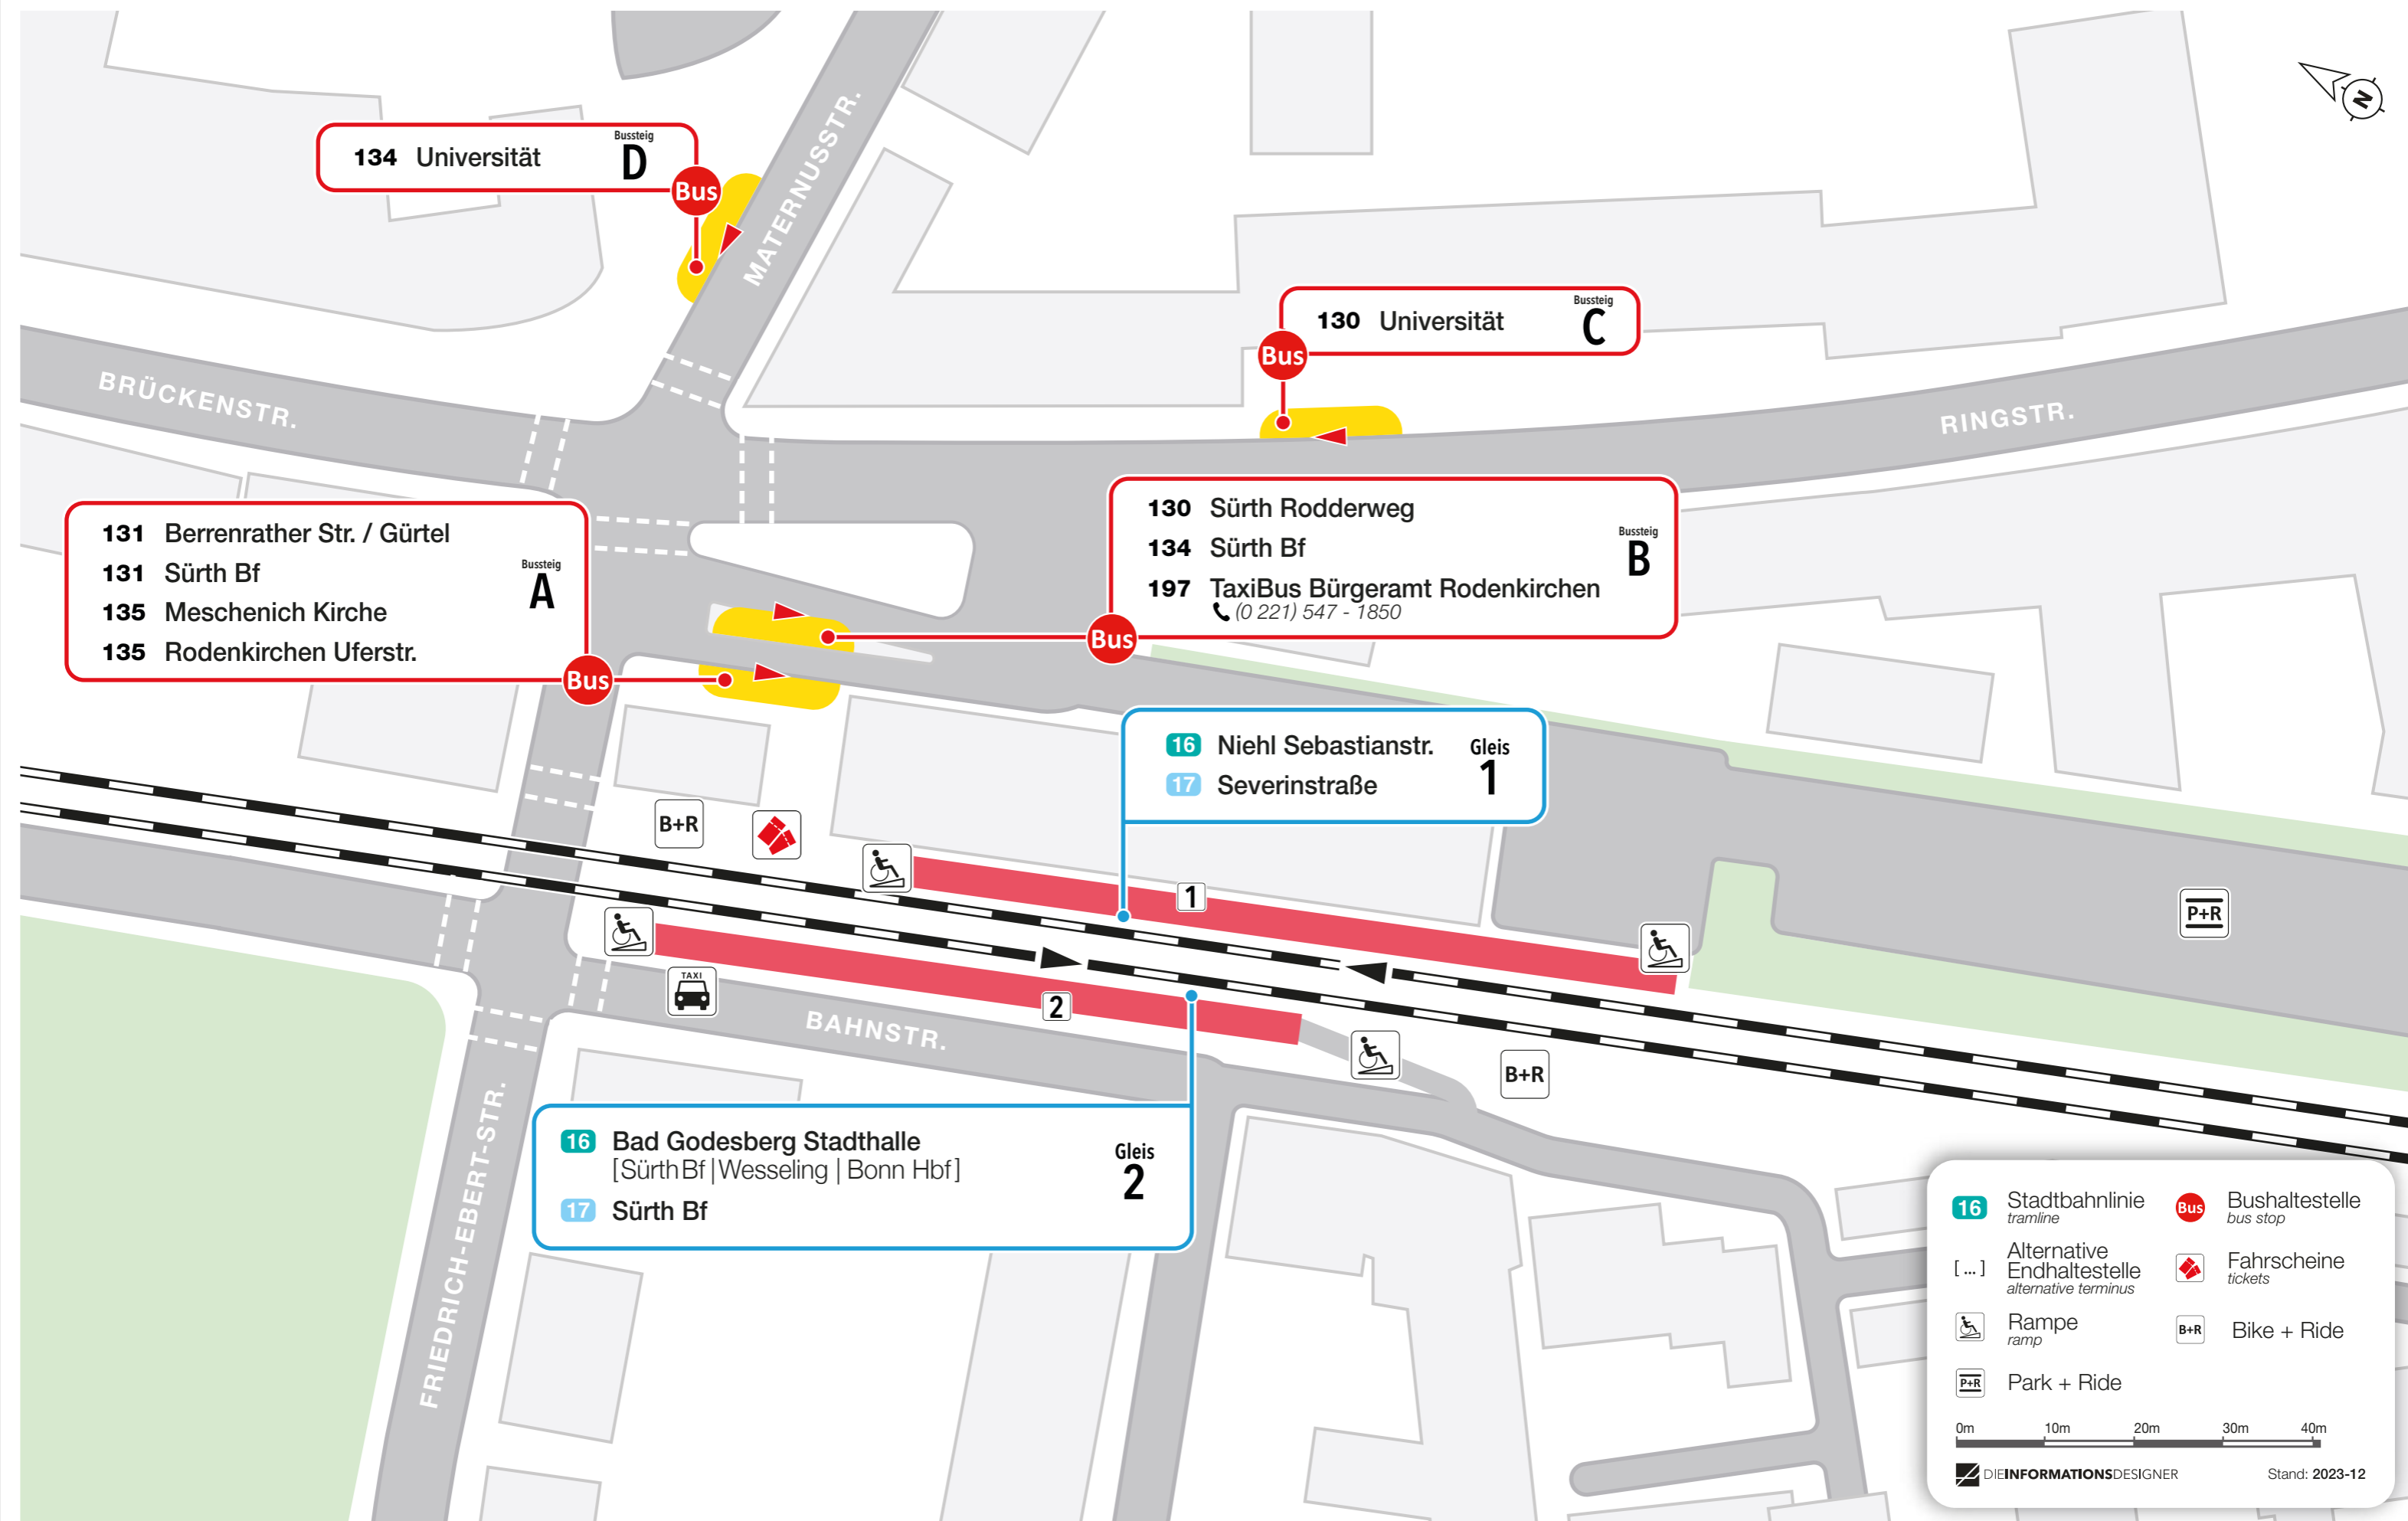 134 Universität
Bussteig
D
Bus
MATERNUSSTR.
N
130 Universität
Bussteig
C
Bus
BRÜCKENSTR.
RINGSTR.
131 Berrenrather Str. / Gürtel
131 Sürth Bf
135 Meschenich Kirche
135 Rodenkirchen Uferstr.
Bussteig
A
Bus
130 Sürth Rodderweg
134 Sürth Bf
197 TaxiBus Bürgeramt Rodenkirchen
(0 221) 547 - 1850
Bussteig
B
Bus
16 Niehl Sebastianstr.
17 Severinstraße
Gleis
1
B+R
1
P+R
TAXI
2
BAHNSTR.
B+R
FRIEDRICH-EBERT-STR.
16 Bad Godesberg Stadthalle
[Sürth Bf | Wesseling | Bonn Hbf]
17 Sürth Bf
Gleis
2
16 Stadtbahnlinie
tramline
[ ... ] Alternative
Endhaltestelle
alternative terminus
Rampe
ramp
P+R Park + Ride
Bus Bushaltestelle
bus stop
Fahrscheine
tickets
B+R Bike + Ride
0m 10m 20m 30m 40m
DIEINFORMATIONSDESIGNER
Stand: 2023-12